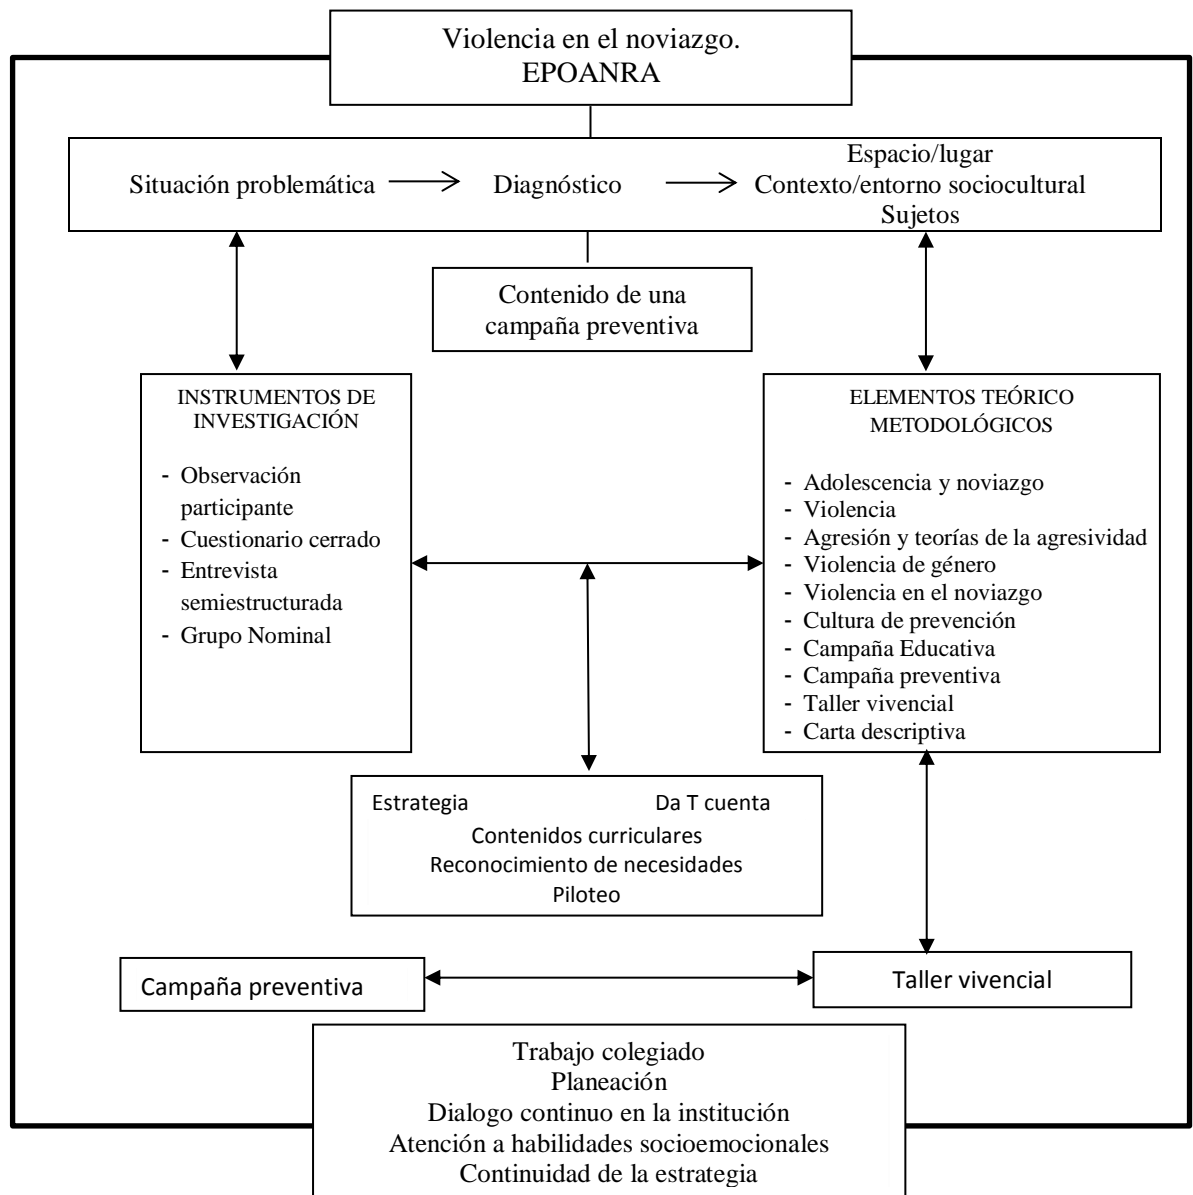 Violencia en el noviazgo.
EPOANRA
Situación problemática
Diagnóstico
Espacio/lugar
Contexto/entorno sociocultural
Sujetos
Contenido de una
campaña preventiva
INSTRUMENTOS DE
INVESTIGACIÓN
- Observación
participante
- Cuestionario cerrado
- Entrevista
semiestructurada
- Grupo Nominal
ELEMENTOS TEÓRICO
METODOLÓGICOS
- Adolescencia y noviazgo
- Violencia
- Agresión y teorías de la agresividad
- Violencia de género
- Violencia en el noviazgo
- Cultura de prevención
- Campaña Educativa
- Campaña preventiva
- Taller vivencial
- Carta descriptiva
Estrategia Da T cuenta
Contenidos curriculares
Reconocimiento de necesidades
Piloteo
Campaña preventiva
Taller vivencial
Trabajo colegiado
Planeación
Dialogo continuo en la institución
Atención a habilidades socioemocionales
Continuidad de la estrategia